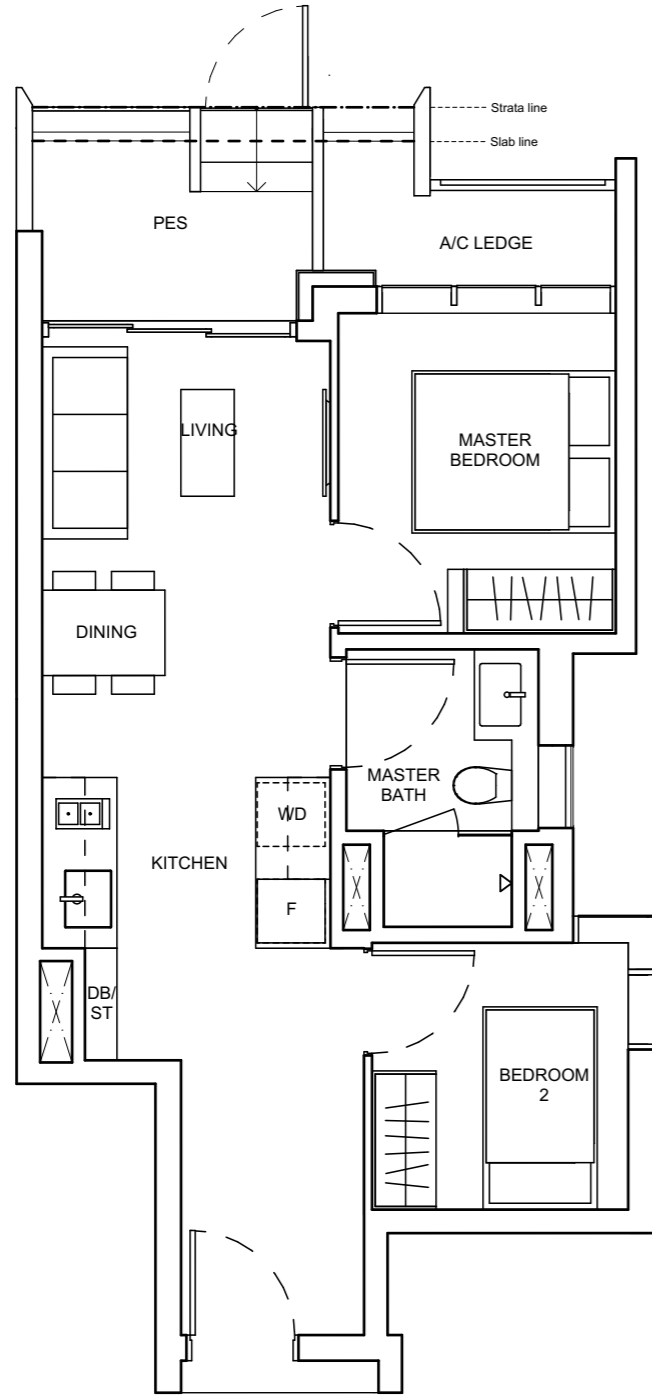 Strata line
Slab line
PES
A/C LEDGE
LIVING
MASTER
BEDROOM
DINING
MASTER
BATH
WD
KITCHEN
F
DB/
ST
BEDROOM
2